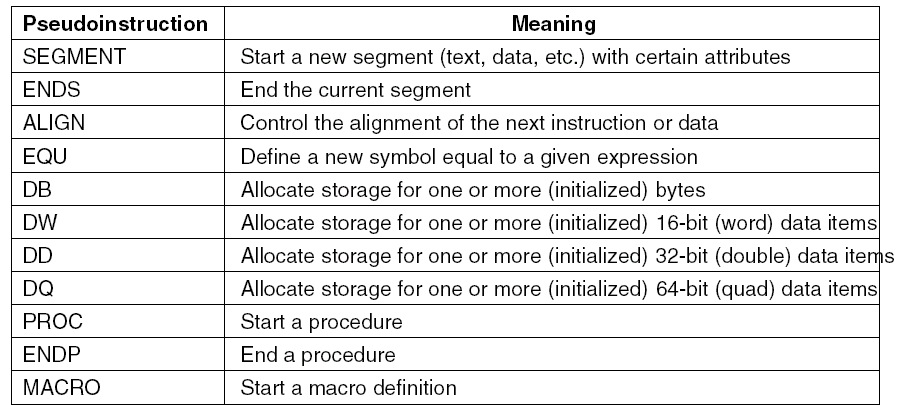 Pseudoinstruction Meaning
SEGMENT Start a new segment (text, data, etc.) with certain attributes
ENDS End the current segment
ALIGN Control the alignment of the next instruction or data
EQU Define a new symbol equal to a given expression
DB Allocate storage for one or more (initialized) bytes
DW Allocate storage for one or more (initialized) 16-bit (word) data items
DD Allocate storage for one or more (initialized) 32-bit (double) data items
DQ Allocate storage for one or more (initialized) 64-bit (quad) data items
PROC Start a procedure
ENDP End a procedure
MACRO Start a macro definition